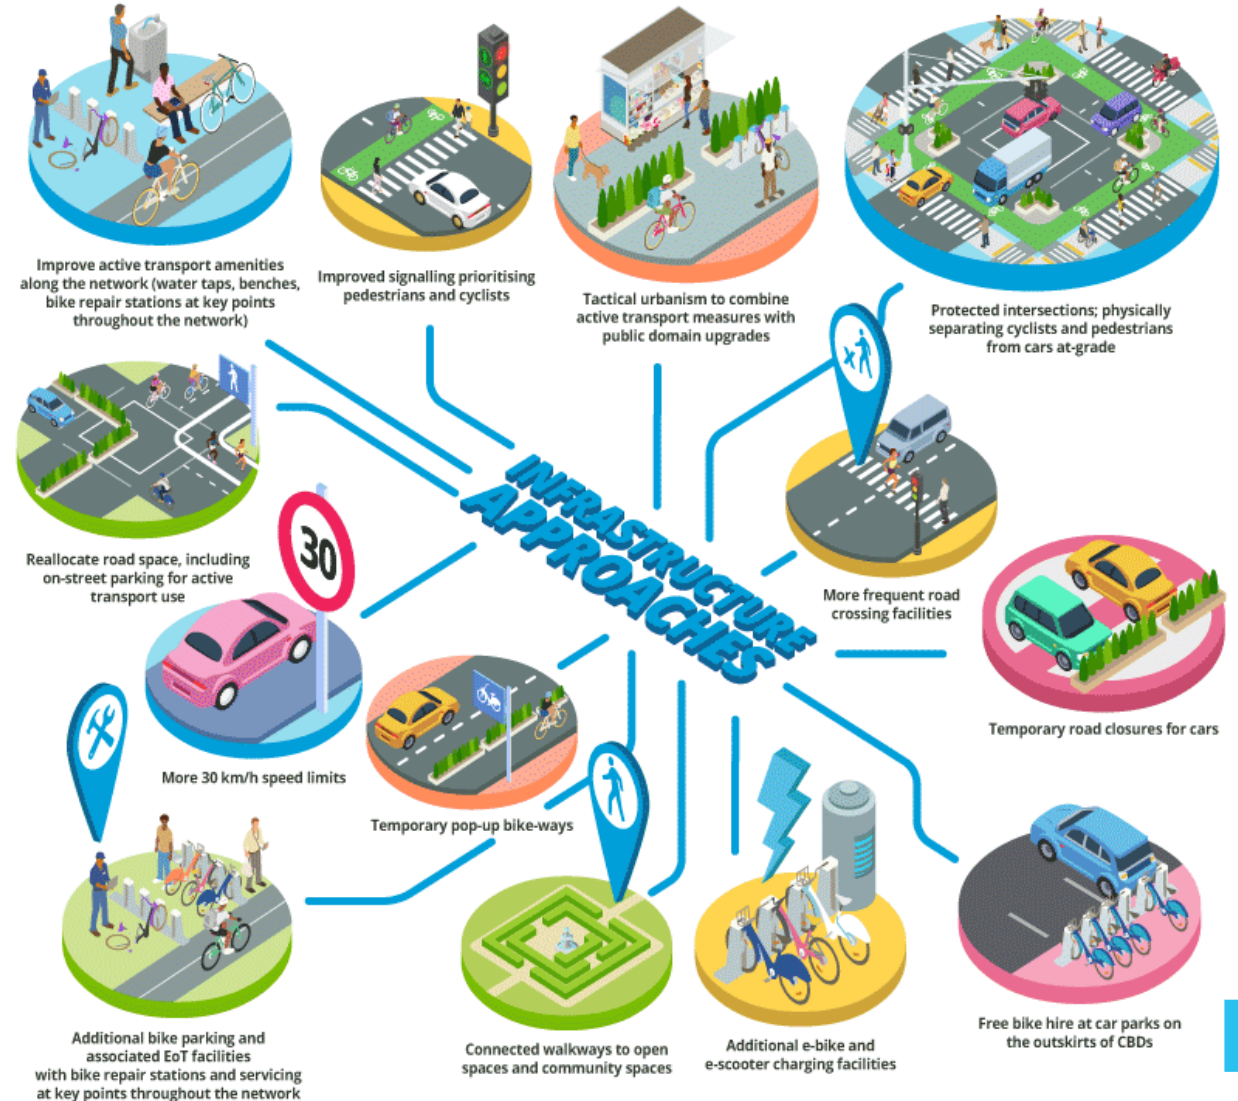 Improve active transport amenities
along the network (water taps, benches,
bike repair stations at key points
throughout the network)
Improved signalling prioritising
pedestrians and cyclists
Tactical urbanism to combine
active transport measures with
public domain upgrades
Protected intersections; physically
separating cyclists and pedestrians
from cars at-grade
Reallocate road space, including
on-street parking for active
transport use
30
INFRASTRUCTURE
APPROACHES
More frequent road
crossing facilities
Temporary road closures for cars
More 30 km/h speed limits
Temporary pop-up bike-ways
Additional bike parking and
associated EoT facilities
with bike repair stations and servicing
at key points throughout the network
Connected walkways to open
spaces and community spaces
Additional e-bike and
e-scooter charging facilities
Free bike hire at car parks on
the outskirts of CBDs